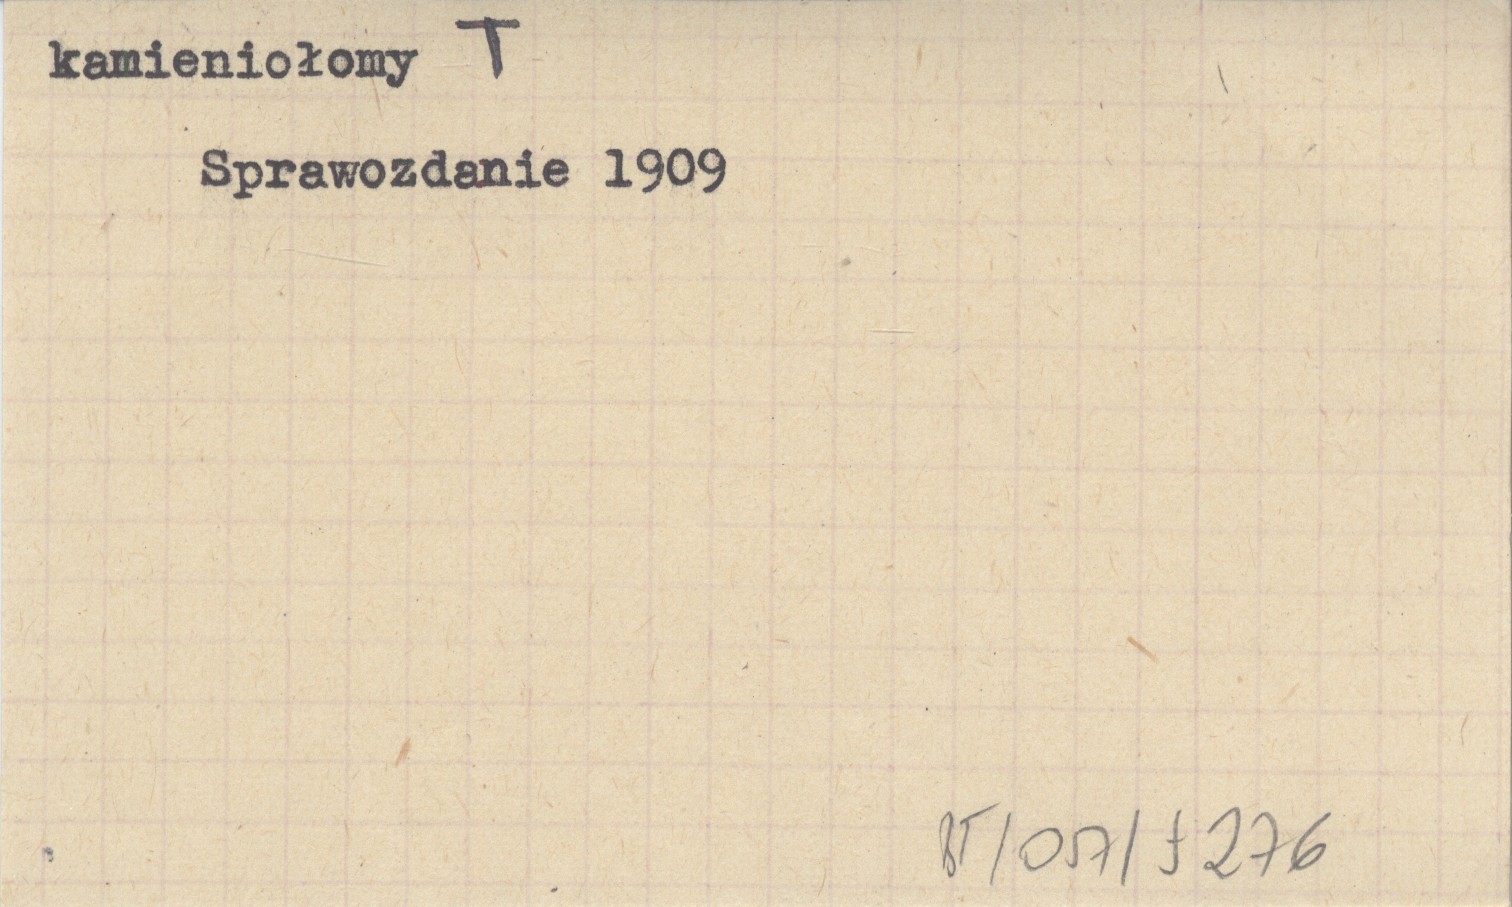 kamieniołomy T
Sprawozdanie 1909
BT/057/J276